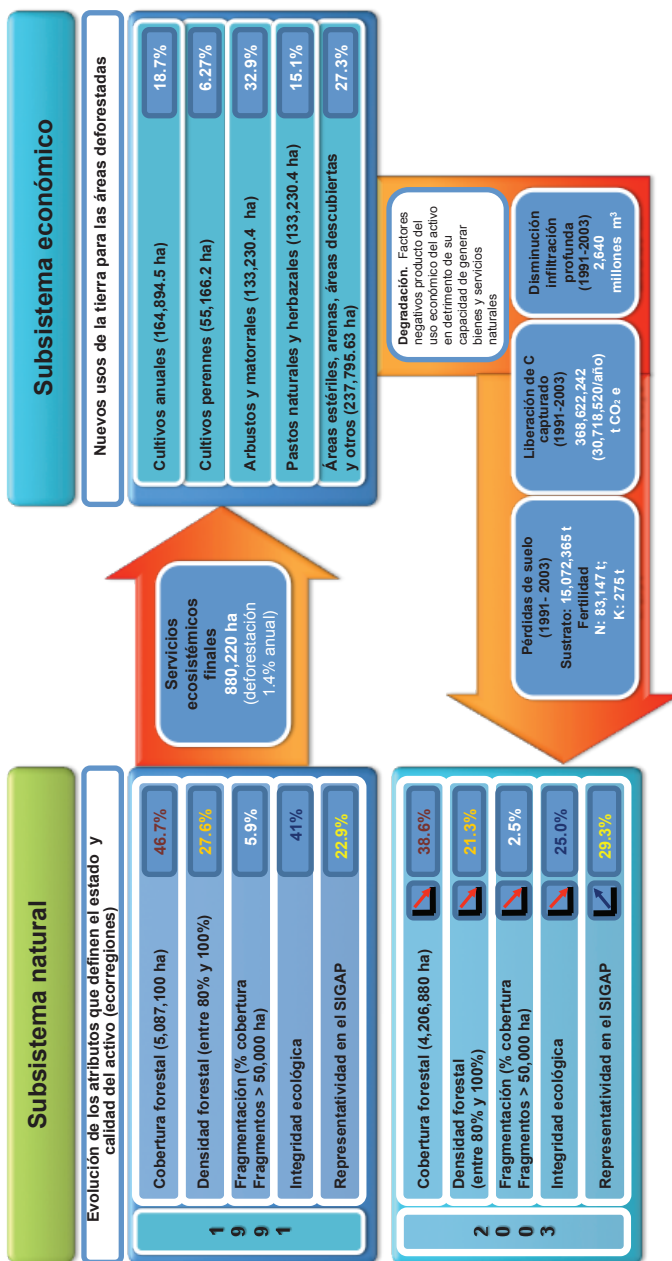 Subsistema natural
Evolución de los atributos que definen el estado y
calidad del activo (ecorregiones)
1991
Cobertura forestal (5,087,100 ha)
46.7%
Densidad forestal (entre 80% y 100%)
27.6%
Fragmentación (% cobertura
Fragmentos > 50,000 ha)
5.9%
Integridad ecológica
41%
Representatividad en el SIGAP
22.9%
2003
Cobertura forestal (4,206,880 ha)
38.6%
Densidad forestal
(entre 80% y 100%)
21.3%
Fragmentación (% cobertura
Fragmentos > 50,000 ha)
2.5%
Integridad ecológica
25.0%
Representatividad en el SIGAP
29.3%
Servicios
ecosistémicos
finales
880,220 ha
(deforestación
1.4% anual)
Subsistema económico
Nuevos usos de la tierra para las áreas deforestadas
Cultivos anuales (164,894.5 ha)
18.7%
Cultivos perennes (55,166.2 ha)
6.27%
Arbustos y matorrales (133,230.4 ha)
32.9%
Pastos naturales y herbazales (133,230.4 ha)
15.1%
Áreas estériles, arenas, áreas descubiertas
y otros (237,795.63 ha)
27.3%
Degradación. Factores
negativos producto del
uso económico del activo
en detrimento de su
capacidad de generar
bienes y servicios
naturales
Pérdidas de suelo
(1991- 2003)
Sustrato: 15,072,365 t
Fertilidad
N: 83,147 t;
K: 275 t
Liberación de C
capturado
(1991-2003)
368,622,242
(30,718,520/año)
t CO₂ e
Disminución
infiltración
profunda
(1991-2003)
2,640
millones m³